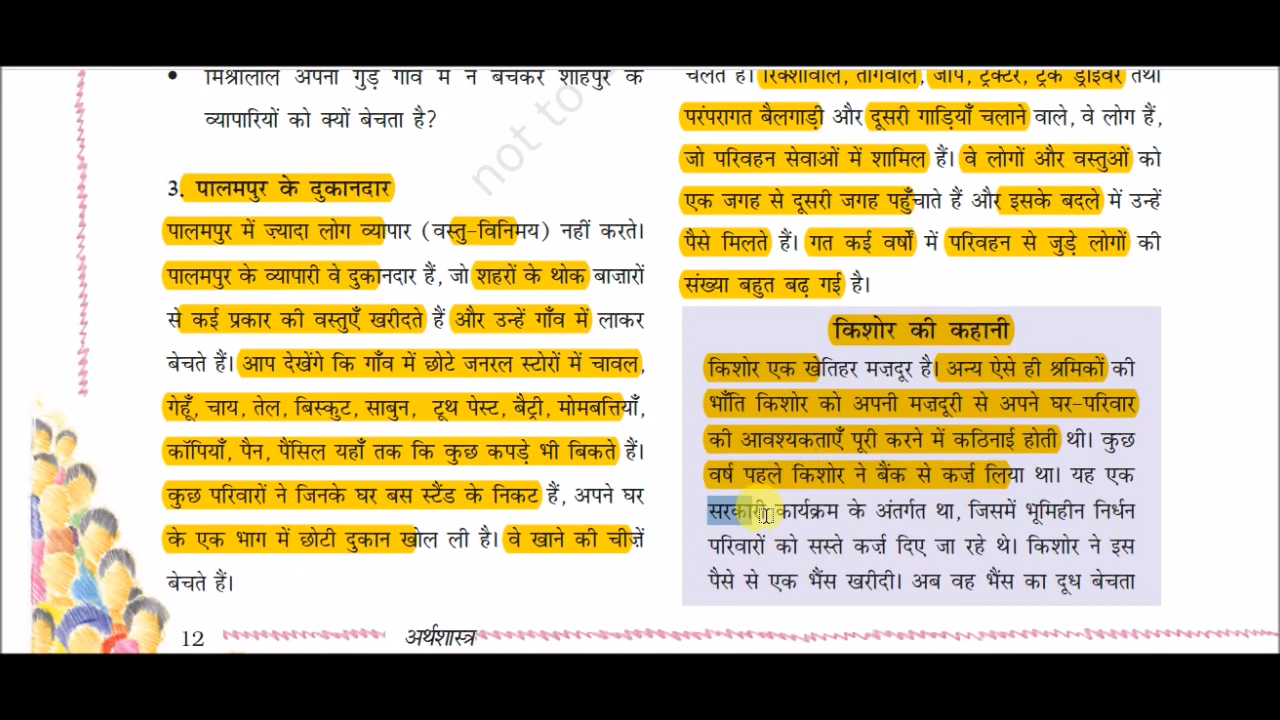 • मिश्रीलाल अपना गुड़ गाँव में न बेचकर शाहपुर के
व्यापारियों को क्यों बेचता है?
3. पालमपुर के दुकानदार
पालमपुर में ज़्यादा लोग व्यापार (वस्तु-विनिमय) नहीं करते।
पालमपुर के व्यापारी वे दुकानदार हैं, जो शहरों के थोक बाज़ारों
से कई प्रकार की वस्तुएँ खरीदते हैं और उन्हें गाँव में लाकर
बेचते हैं। आप देखेंगे कि गाँव में छोटे जनरल स्टोरों में चावल,
गेहूँ, चाय, तेल, बिस्कुट, साबुन, टूथ पेस्ट, बैट्री, मोमबत्तियाँ,
कॉपियाँ, पैन, पैंसिल यहाँ तक कि कुछ कपड़े भी बिकते हैं।
कुछ परिवारों ने जिनके घर बस स्टैंड के निकट हैं, अपने घर
के एक भाग में छोटी दुकान खोल ली है। वे खाने की चीज़ें
बेचते हैं।
not to
चलते हैं। रिक्शावाले, ताँगेवाले, जीप, ट्रैक्टर, ट्रक ड्राइवर तथा
परंपरागत बैलगाड़ी और दूसरी गाड़ियाँ चलाने वाले, वे लोग हैं,
जो परिवहन सेवाओं में शामिल हैं। वे लोगों और वस्तुओं को
एक जगह से दूसरी जगह पहुँचाते हैं और इसके बदले में उन्हें
पैसे मिलते हैं। गत कई वर्षों में परिवहन से जुड़े लोगों की
संख्या बहुत बढ़ गई है।
किशोर की कहानी
किशोर एक खेतिहर मजदूर है। अन्य ऐसे ही श्रमिकों की
भाँति किशोर को अपनी मज़दूरी से अपने घर-परिवार
की आवश्यकताएँ पूरी करने में कठिनाई होती थी। कुछ
वर्ष पहले किशोर ने बैंक से कर्ज़ लिया था। यह एक
सरकारी कार्यक्रम के अंतर्गत था, जिसमें भूमिहीन निर्धन
परिवारों को सस्ते कर्ज़ दिए जा रहे थे। किशोर ने इस
पैसे से एक भैंस खरीदी। अब वह भैंस का दूध बेचता
12 अर्थशास्त्र